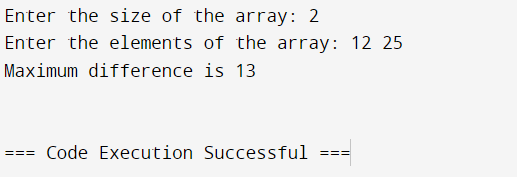 Enter the size of the array: 2
Enter the elements of the array: 12 25
Maximum difference is 13
=== Code Execution Successful ===